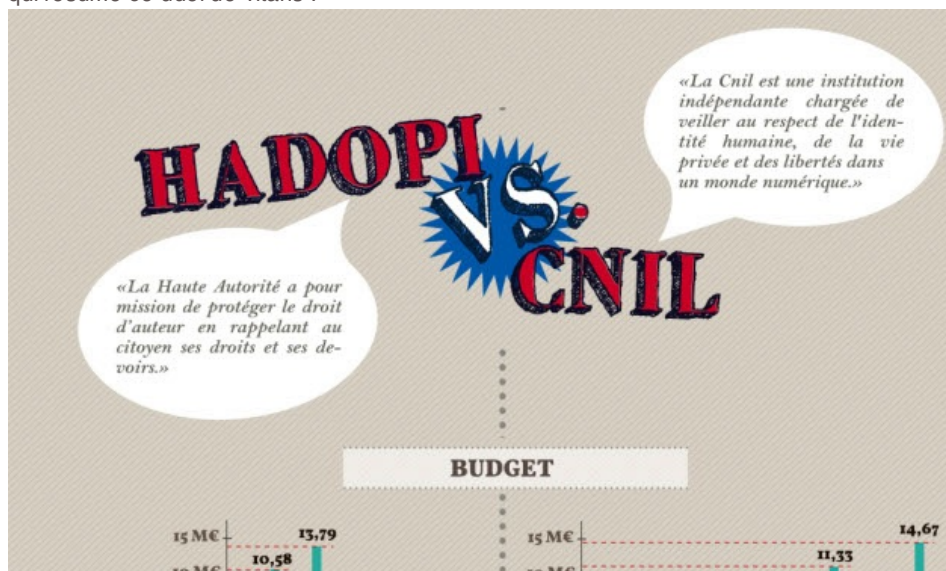 HADOPI
VS.
CNIL
«La Cnil est une institution
indépendante chargée de
veiller au respect de l'iden-
tité humaine, de la vie
privée et des libertés dans
un monde numérique.»
«La Haute Autorité a pour
mission de protéger le droit
d'auteur en rappelant au
citoyen ses droits et ses de-
voirs.»
BUDGET
15 M€
13,79
10,58
15 M€
14,67
11,33